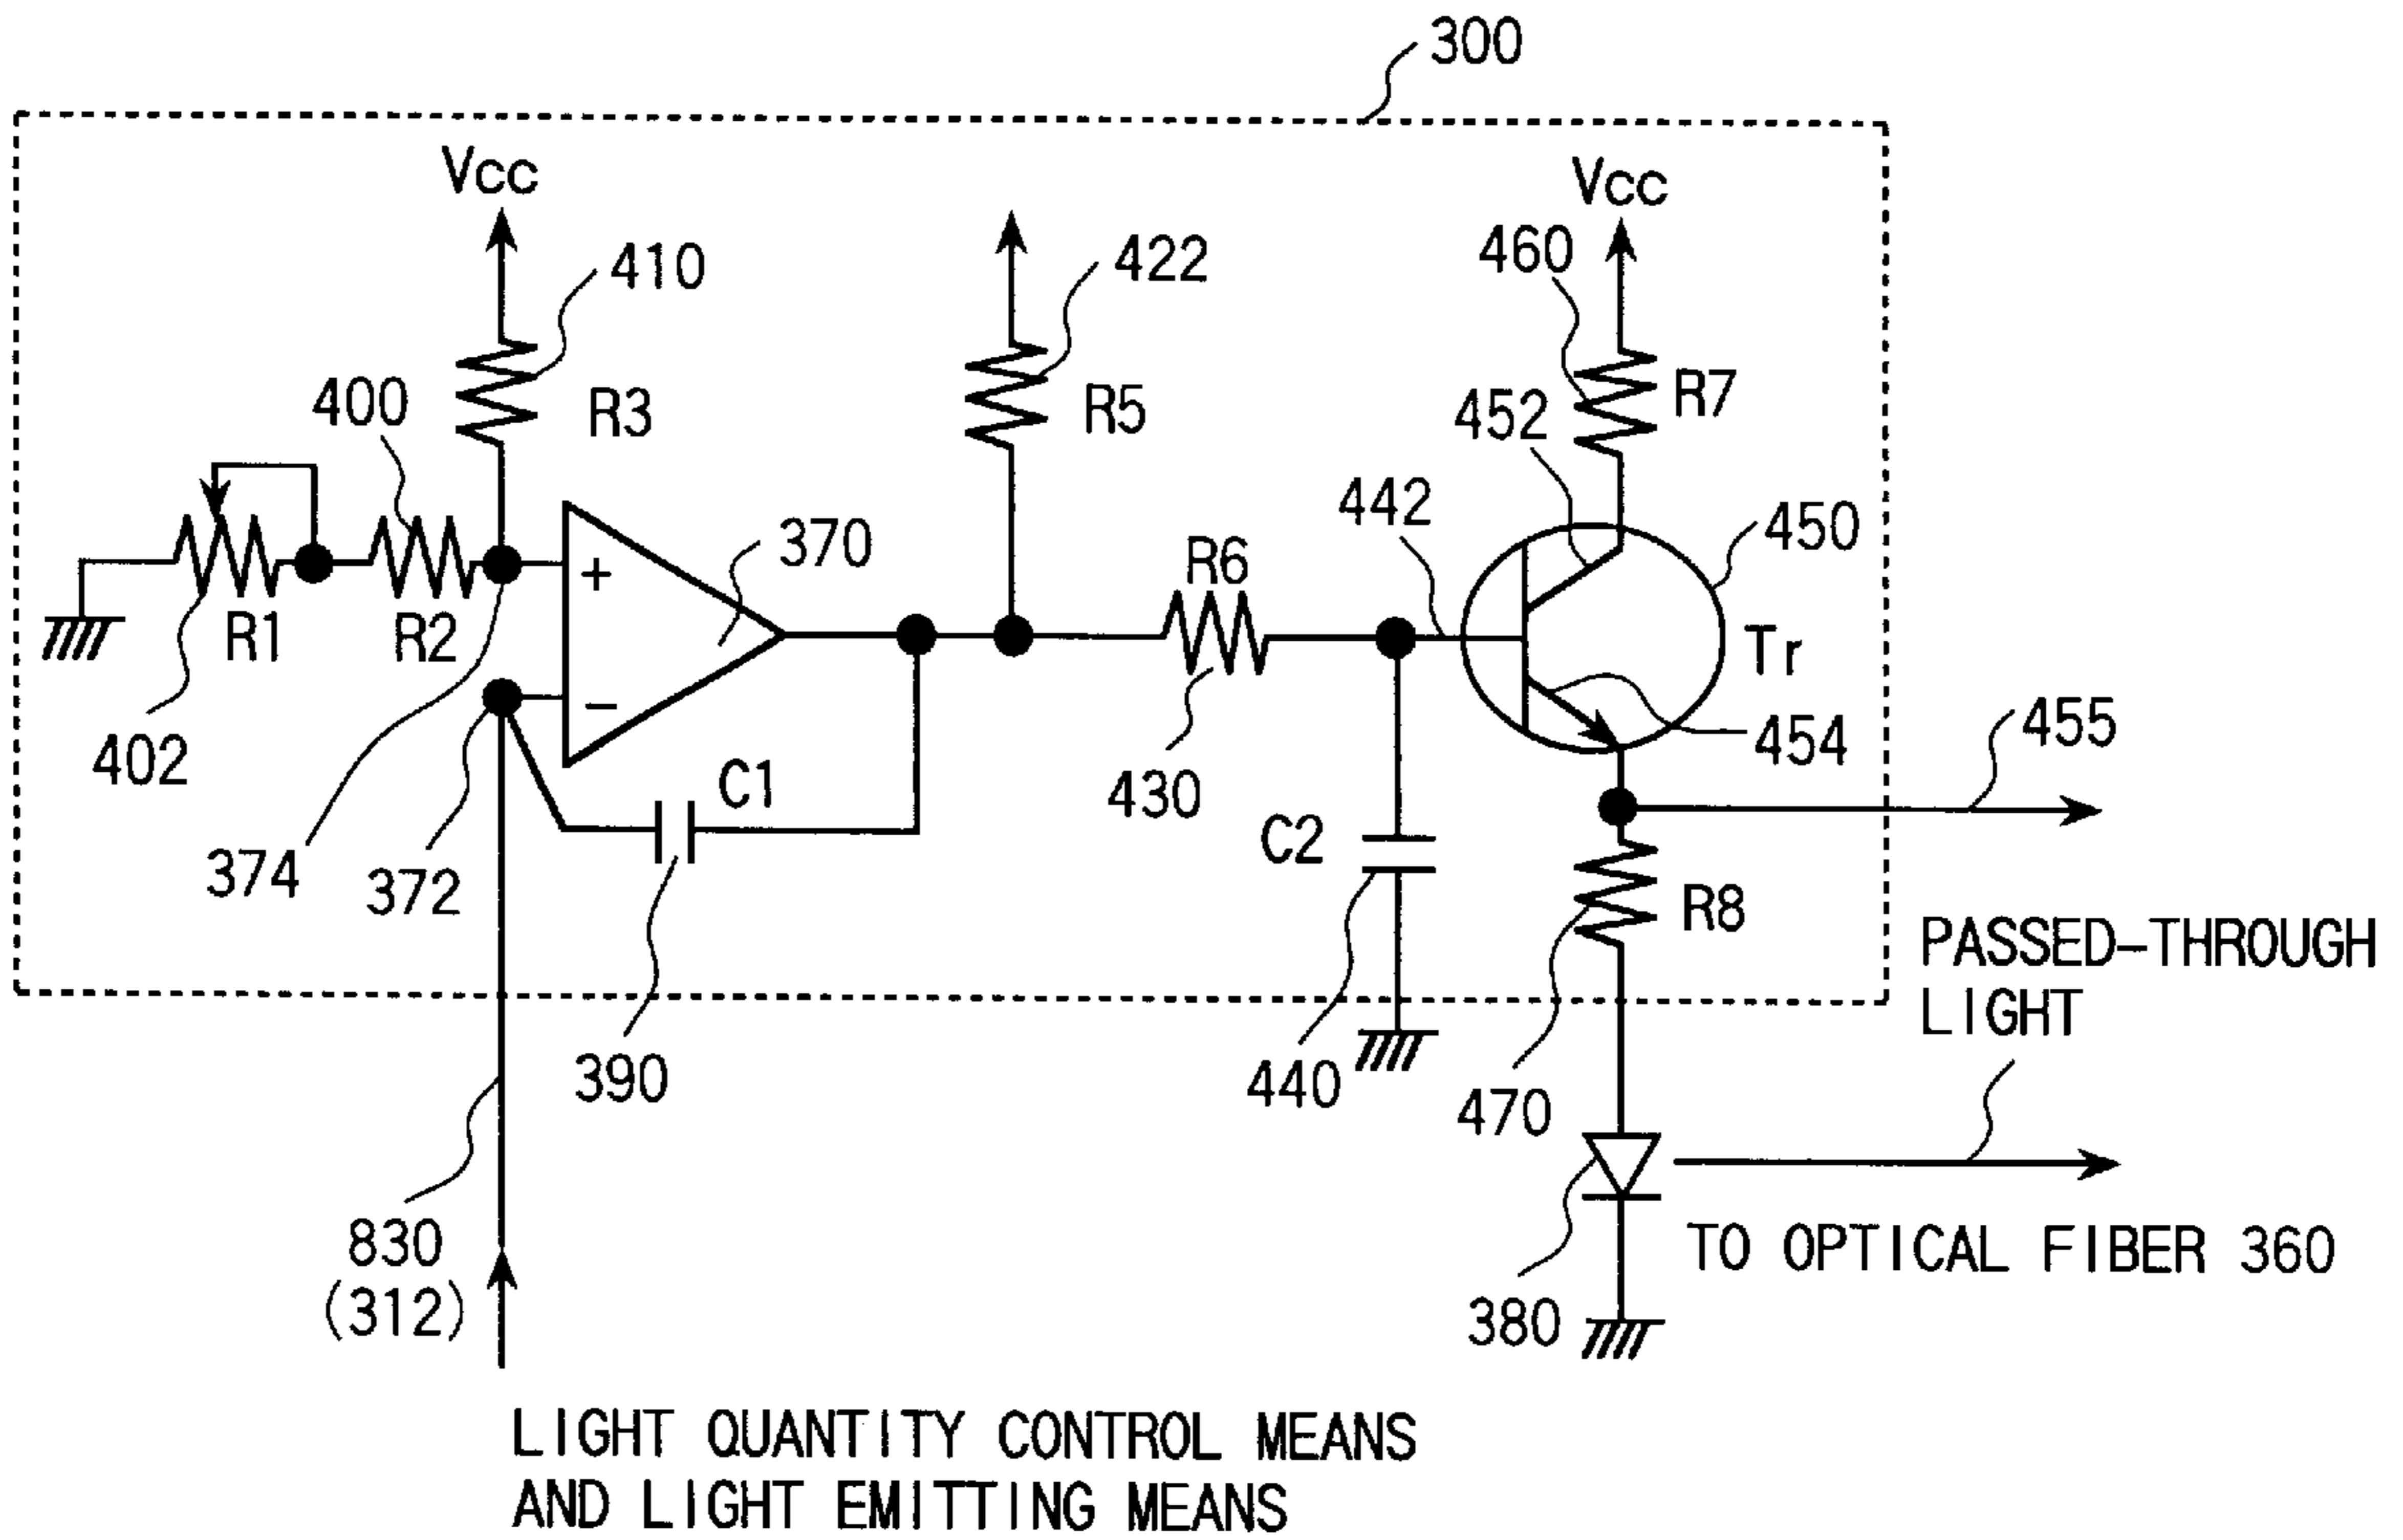 300
Vcc
Vcc
410
422
460
400
R3
R5
452
R7
442
450
+
370
R6
R1
R2
Tr
−
402
430
454
455
C1
374
372
C2
R8
PASSED-THROUGH
LIGHT
390
440
470
830
(312)
TO OPTICAL FIBER 360
380
LIGHT QUANTITY CONTROL MEANS
AND LIGHT EMITTING MEANS